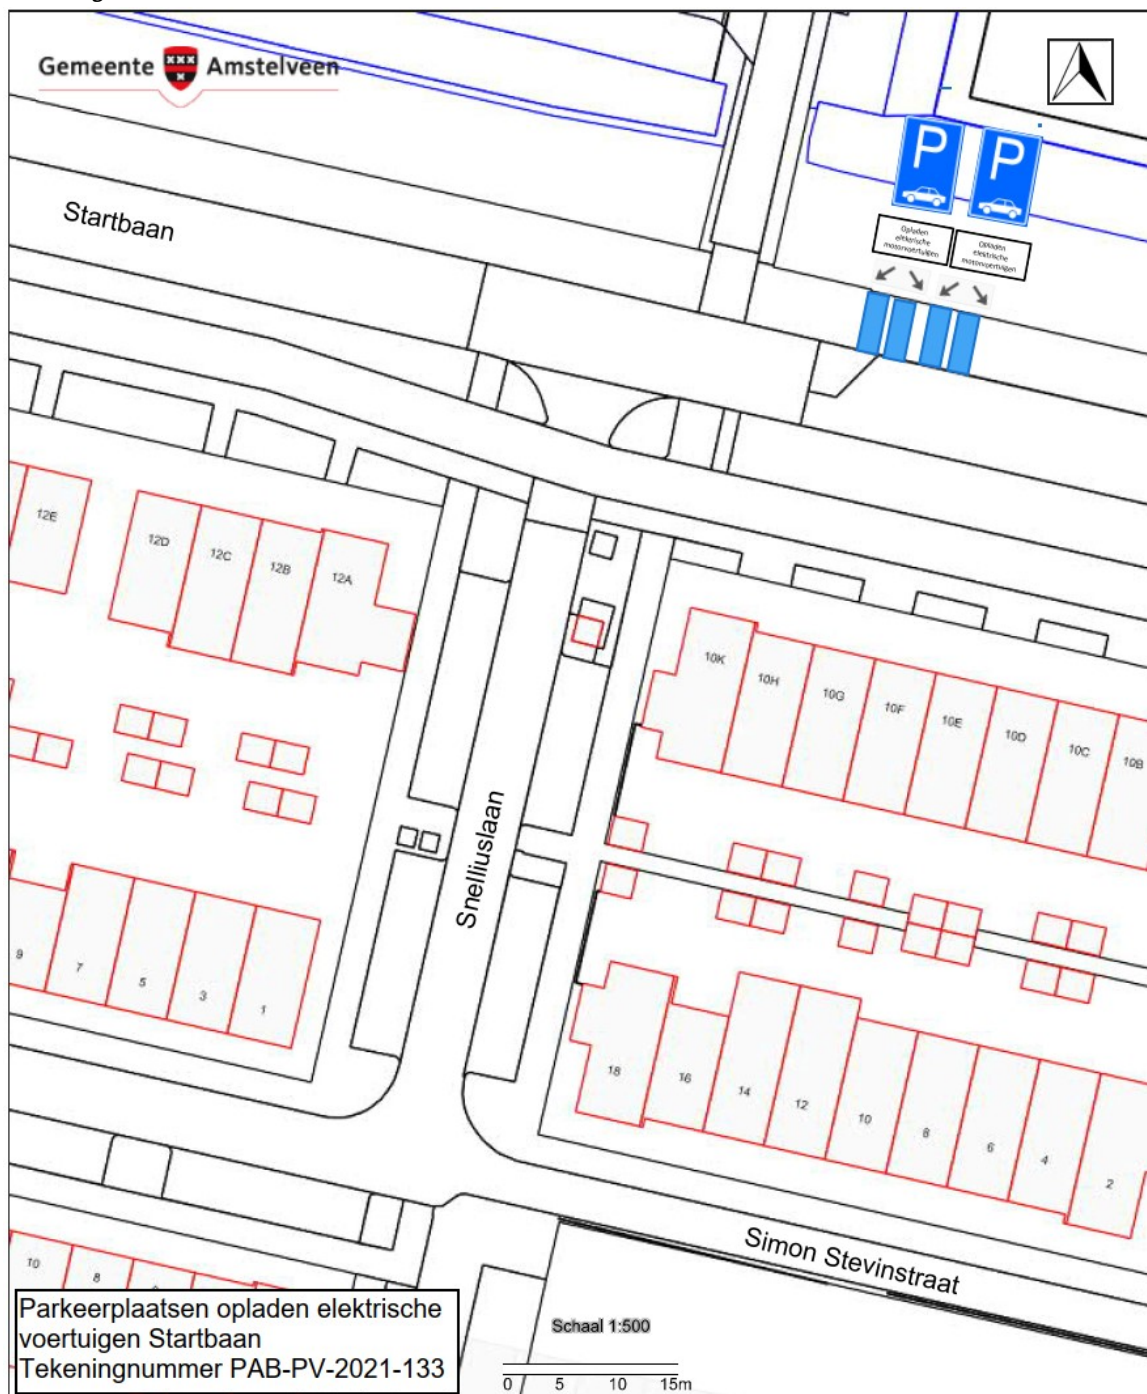 Gemeente Amstelveen
P P
Opladen
elektrische
motorvoertuigen
Opladen
elektrische
motorvoertuigen
Startbaan
12E
12D
12C
12B
12A
10K
10H
10G
10F
10E
10D
10C
10B
Snelliuslaan
9
7
5
3
1
18
16
14
12
10
8
6
4
2
Simon Stevinstraat
10
8
Parkeerplaatsen opladen elektrische
voertuigen Startbaan
Tekeningnummer PAB-PV-2021-133
Schaal 1:500
0 5 10 15m